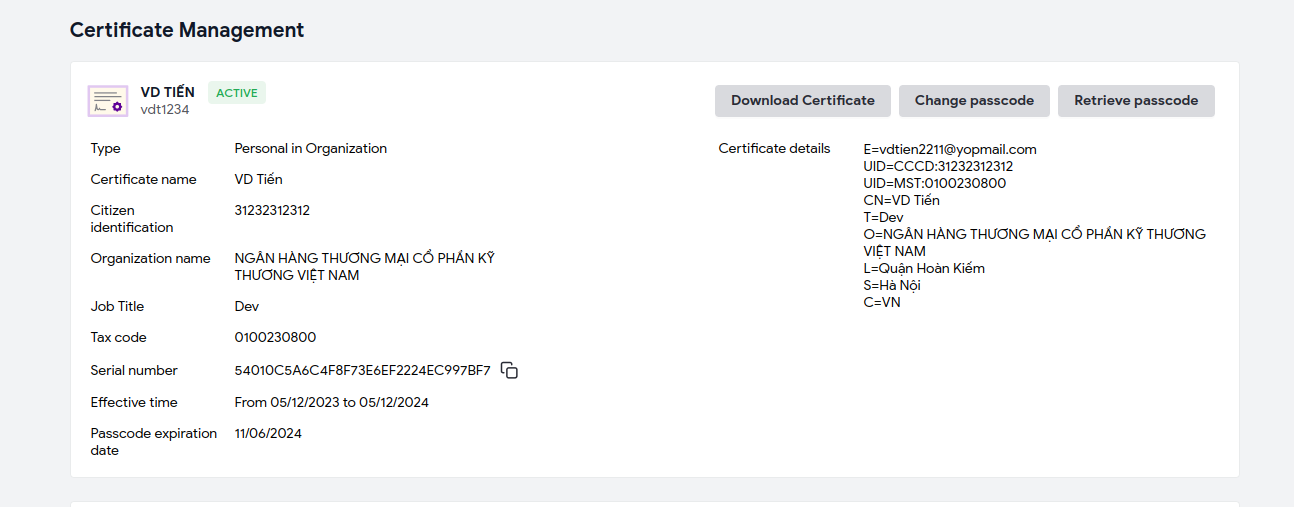 Certificate Management
VD TIẾN ACTIVE
vdt1234
Download Certificate Change passcode Retrieve passcode
Type Personal in Organization
Certificate name VD Tiến
Citizen identification 31232312312
Organization name NGÂN HÀNG THƯƠNG MẠI CỔ PHẦN KỸ
THƯƠNG VIỆT NAM
Job Title Dev
Tax code 0100230800
Serial number 54010C5A6C4F8F73E6EF2224EC997BF7
Effective time From 05/12/2023 to 05/12/2024
Passcode expiration date 11/06/2024
Certificate details E=vdtien2211@yopmail.com
UID=CCCD:31232312312
UID=MST:0100230800
CN=VD Tiến
T=Dev
O=NGÂN HÀNG THƯƠNG MẠI CỔ PHẦN KỸ THƯƠNG
VIỆT NAM
L=Quận Hoàn Kiếm
S=Hà Nội
C=VN